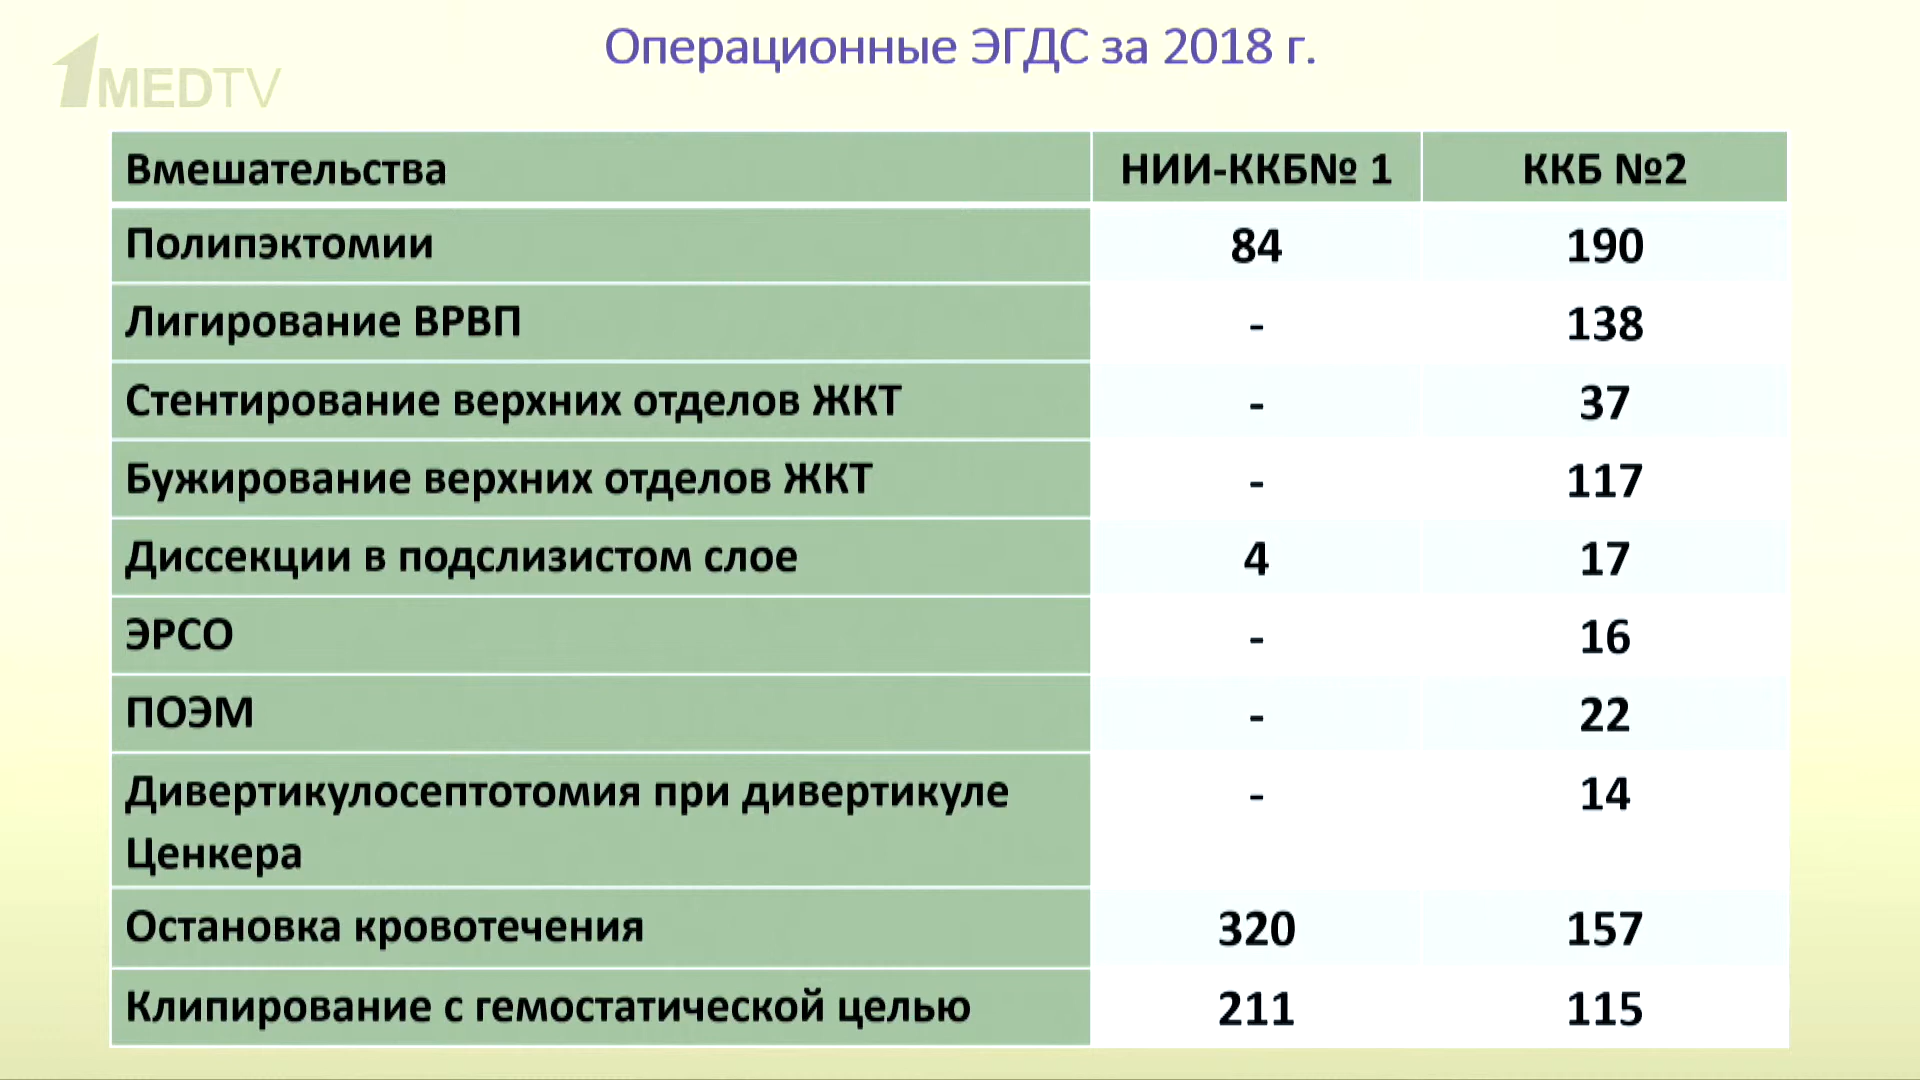 Операционные ЭГДС за 2018 г.
1MEDTV
Вмешательства НИИ-ККБ№ 1 ККБ №2
Полипэктомии 84 190
Лигирование ВРВП - 138
Стентирование верхних отделов ЖКТ - 37
Бужирование верхних отделов ЖКТ - 117
Диссекции в подслизистом слое 4 17
ЭРСО - 16
ПОЭМ - 22
Дивертикулосептотомия при дивертикуле - 14
Ценкера
Остановка кровотечения 320 157
Клипирование с гемостатической целью 211 115